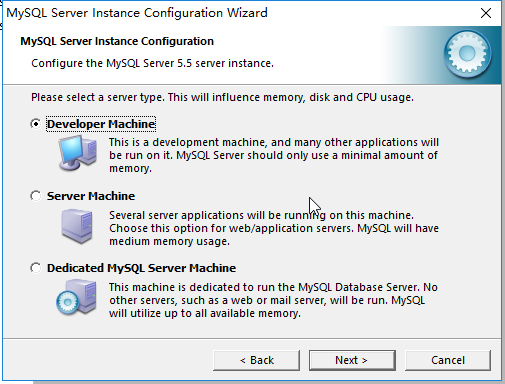 MySQL Server Instance Configuration Wizard
MySQL Server Instance Configuration
Configure the MySQL Server 5.5 server instance.
Please select a server type. This will influence memory, disk and CPU usage.
Developer Machine
This is a development machine, and many other applications will
be run on it. MySQL Server should only use a minimal amount of
memory.
Server Machine
Several server applications will be running on this machine.
Choose this option for web/application servers. MySQL will have
medium memory usage.
Dedicated MySQL Server Machine
This machine is dedicated to run the MySQL Database Server. No
other servers, such as a web or mail server, will be run. MySQL
will utilize up to all available memory.
< Back
Next >
Cancel